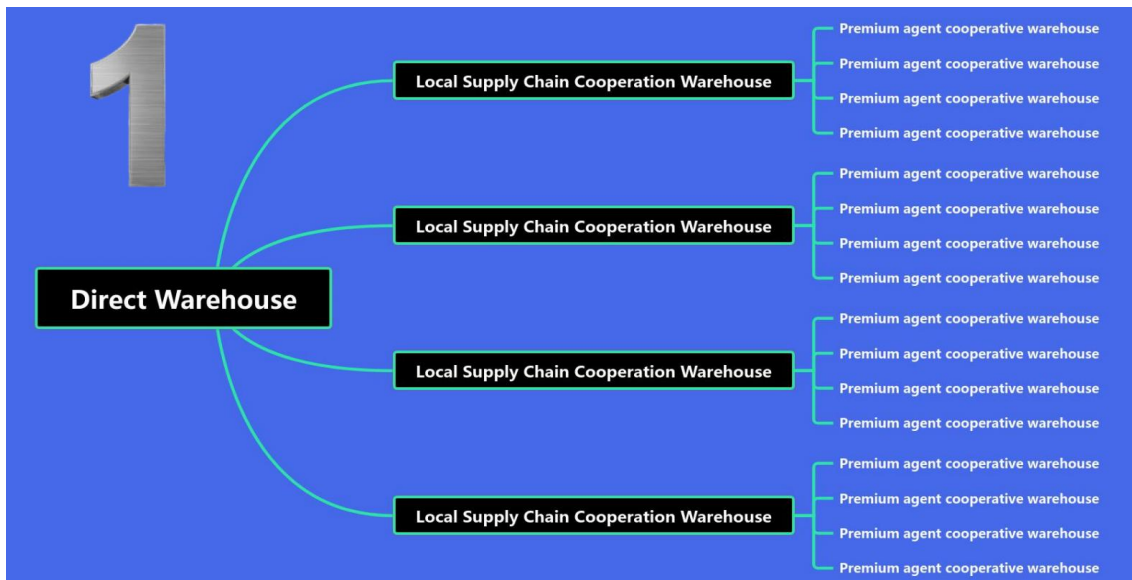 1
Local Supply Chain Cooperation Warehouse
Premium agent cooperative warehouse
Premium agent cooperative warehouse
Premium agent cooperative warehouse
Premium agent cooperative warehouse
Local Supply Chain Cooperation Warehouse
Premium agent cooperative warehouse
Premium agent cooperative warehouse
Premium agent cooperative warehouse
Premium agent cooperative warehouse
Direct Warehouse
Local Supply Chain Cooperation Warehouse
Premium agent cooperative warehouse
Premium agent cooperative warehouse
Premium agent cooperative warehouse
Premium agent cooperative warehouse
Local Supply Chain Cooperation Warehouse
Premium agent cooperative warehouse
Premium agent cooperative warehouse
Premium agent cooperative warehouse
Premium agent cooperative warehouse